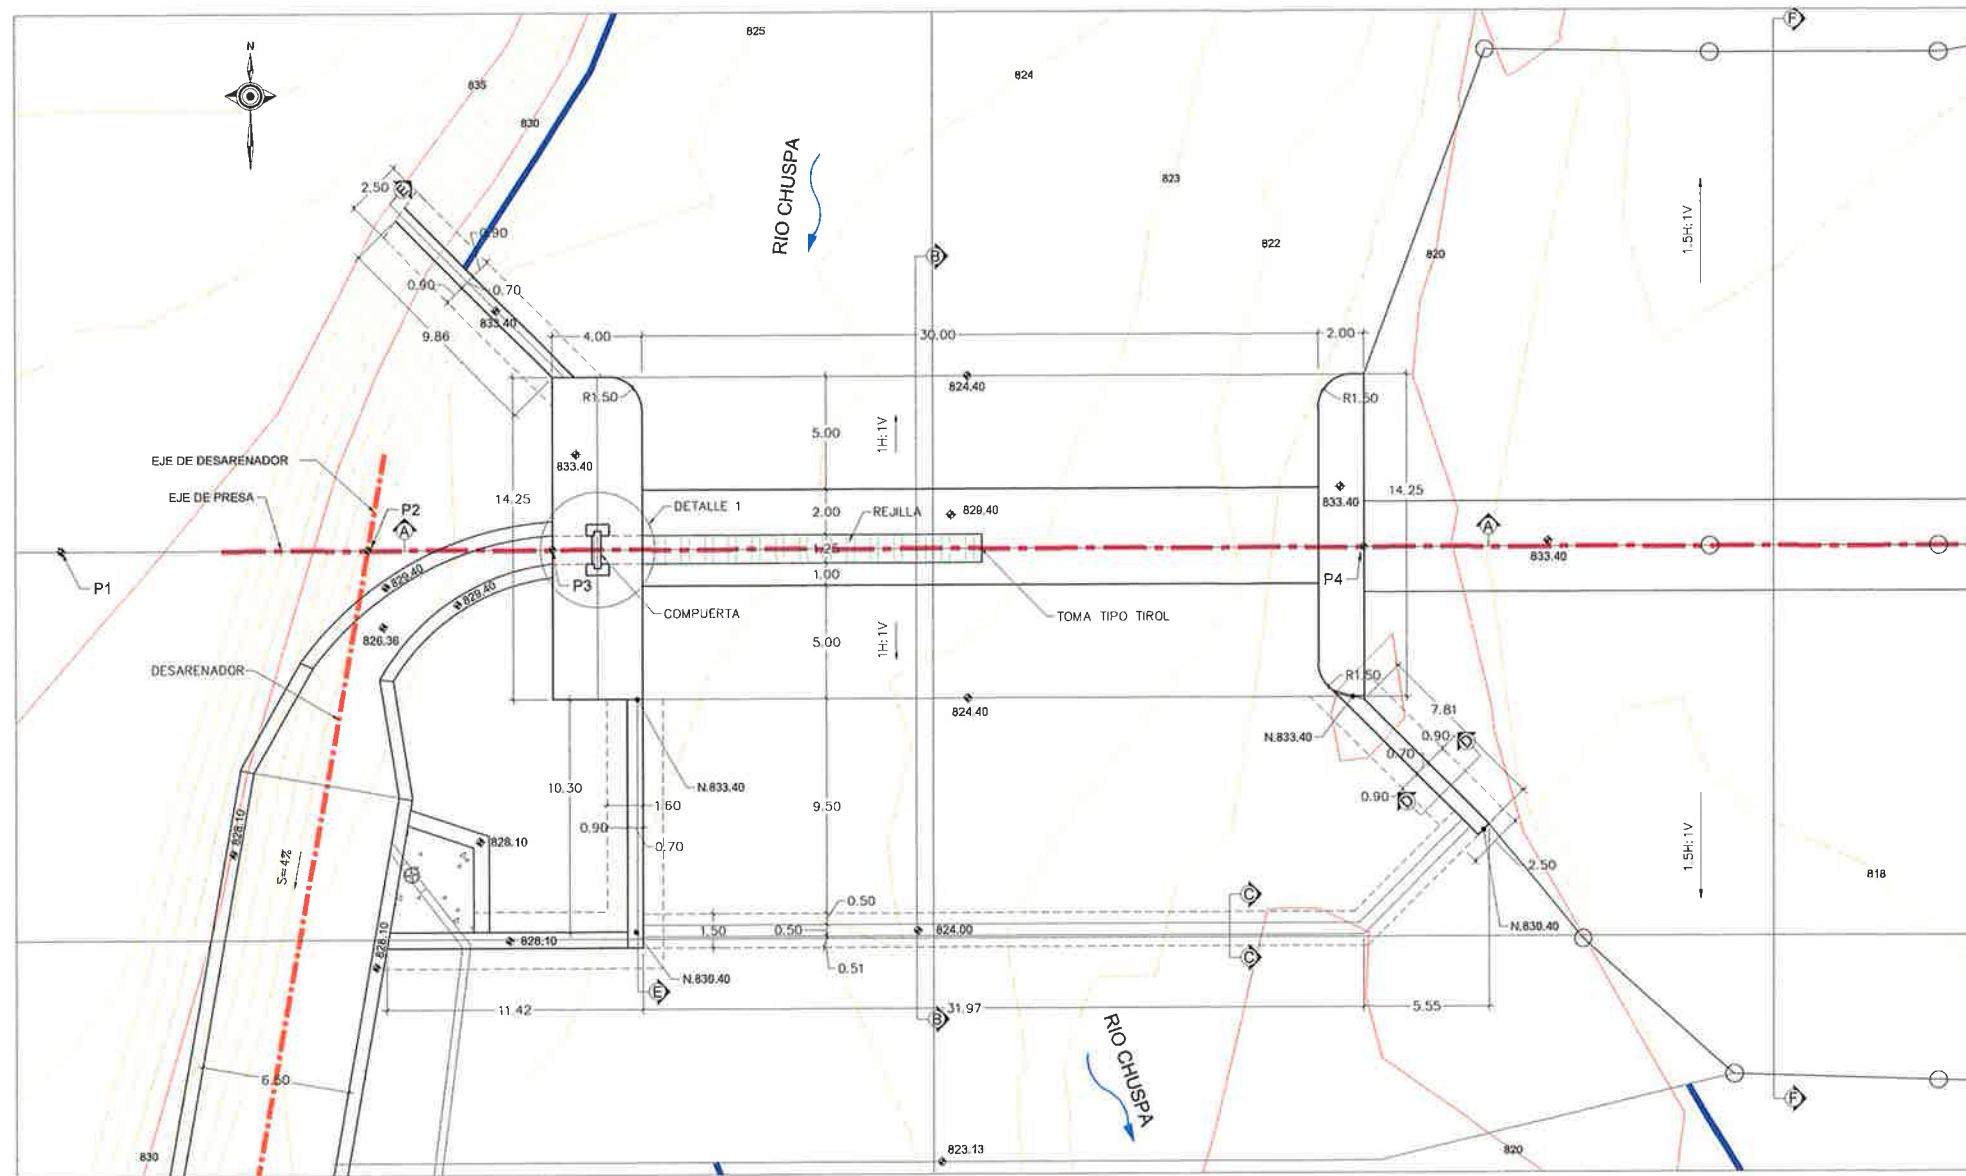 825
N
824
835
830
RIO CHUSPA
823
1.5H:1V
822
820
2.50
E
0.90
B
0.90
0.70
833.40
9.86
4.00
30.00
2.00
824.40
R1.50
R1.50
5.00
1H:1V
833.40
EJE DE DESARENADOR
EJE DE PRESA
14.25
DETALLE 1
2.00
REJILLA
829.40
833.40
14.25
P2
A
1.25
A
833.40
P1
829.40
829.40
P3
1.00
P4
COMPUERTA
TOMA TIPO TIROL
826.36
5.00
1H:1V
DESARENADOR
R1.50
824.40
7.81
N.833.40
0.90
D
0.70
10.30
N.833.40
1.60
9.50
0.90
D
0.90
0.70
1.5H:1V
828.10
828.10
S=4%
2.50
818
0.50
C
1.50
0.50
824.00
N.830.40
828.10
828.10
C
0.51
N.830.40
E
11.42
31.97
5.55
B
RIO CHUSPA
6.50
F
F
830
823.13
820